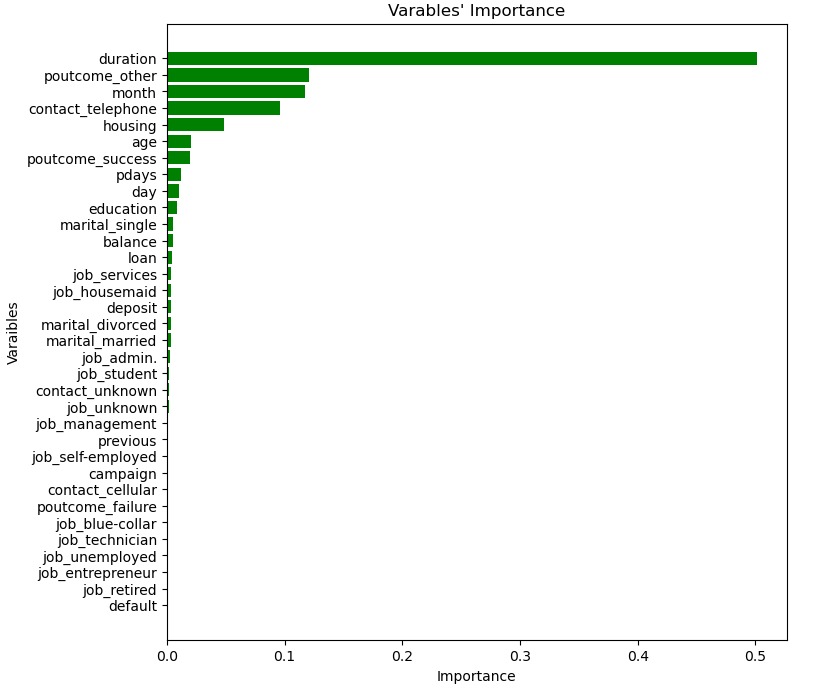 Varables' Importance
duration
poutcome_other
month
contact_telephone
housing
age
poutcome_success
pdays
day
education
marital_single
balance
loan
job_services
job_housemaid
deposit
marital_divorced
marital_married
job_admin.
job_student
contact_unknown
job_unknown
job_management
previous
job_self-employed
campaign
contact_cellular
poutcome_failure
job_blue-collar
job_technician
job_unemployed
job_entrepreneur
job_retired
default
Varaibles
0.0 0.1 0.2 0.3 0.4 0.5
Importance